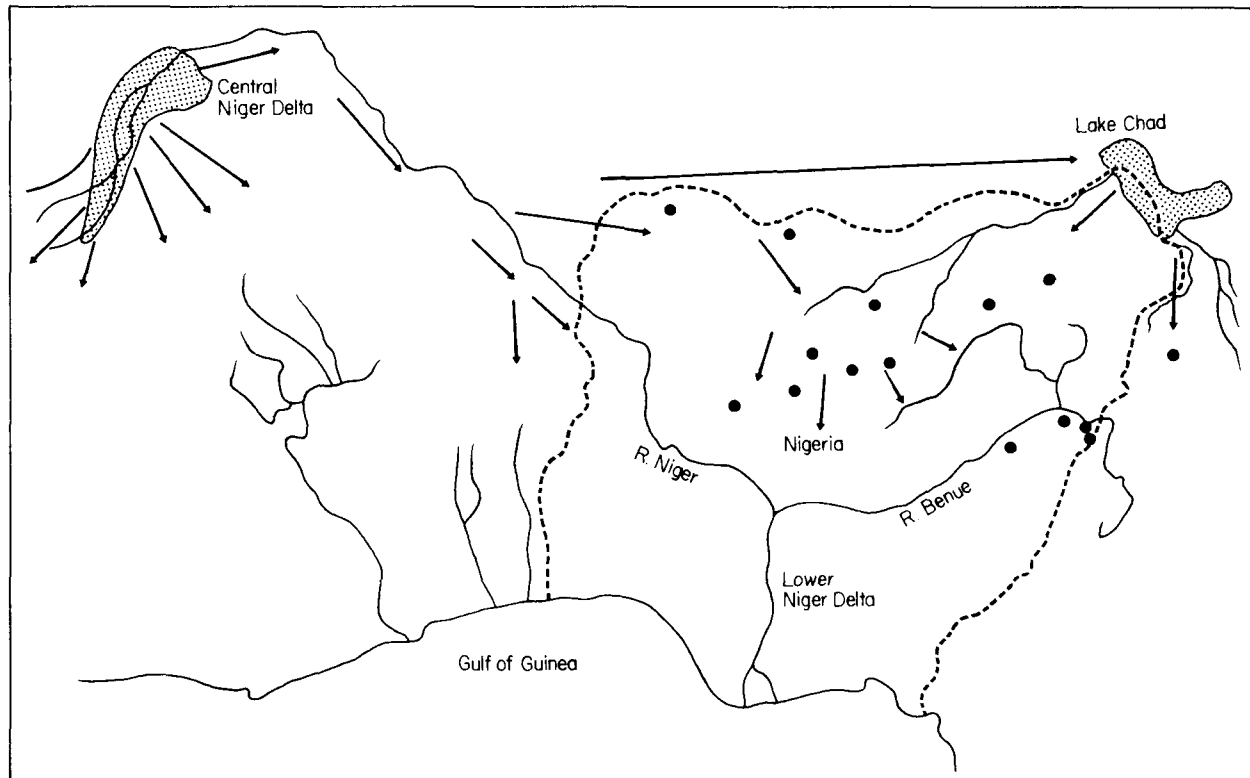 Central
Niger Delta
Lake Chad
Nigeria
R. Niger
R. Benue
Lower
Niger Delta
Gulf of Guinea